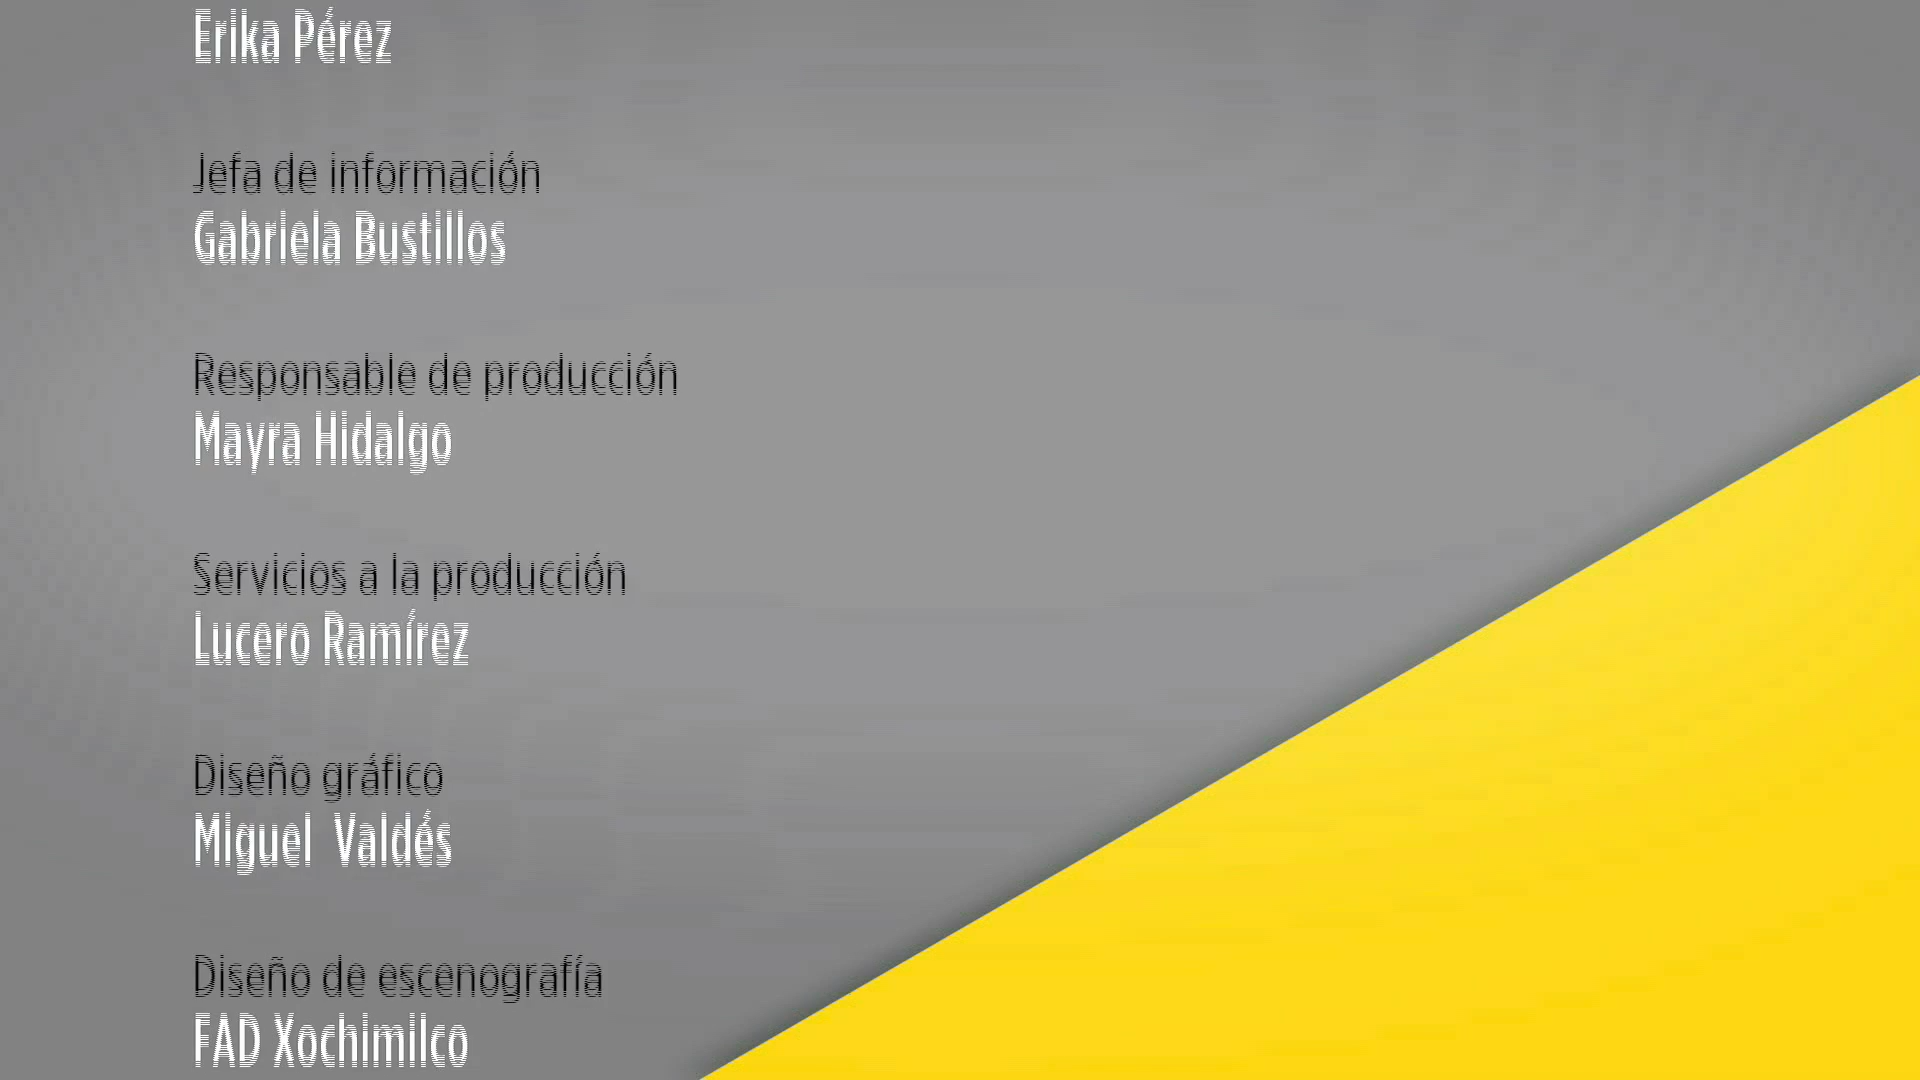 Erika Pérez
Jefa de información
Gabriela Bustillos
Responsable de producción
Mayra Hidalgo
Servicios a la producción
Lucero Ramírez
Diseño gráfico
Miguel  Valdés
Diseño de escenografía
FAD Xochimilco